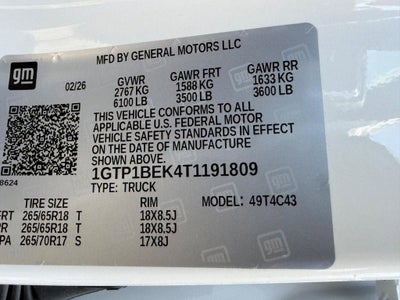 MFD BY GENERAL MOTORS LLC
gm
02/26
GVWR GAWR FRT GAWR RR
2767 KG 1588 KG 1633 KG
6100 LB 3500 LB 3600 LB
THIS VEHICLE CONFORMS TO ALL
APPLICABLE U.S. FEDERAL MOTOR
VEHICLE SAFETY STANDARDS IN EFFECT
ON THE DATE OF MANUFACTURE
SHOWN ABOVE.
8624
1GTP1BEK4T1191809
TYPE: TRUCK MODEL: 49T4C43
TIRE SIZE RIM
FRT 265/65R18 T 18X8.5J
RR 265/65R18 T 18X8.5J
PA 265/70R17 S 17X8J